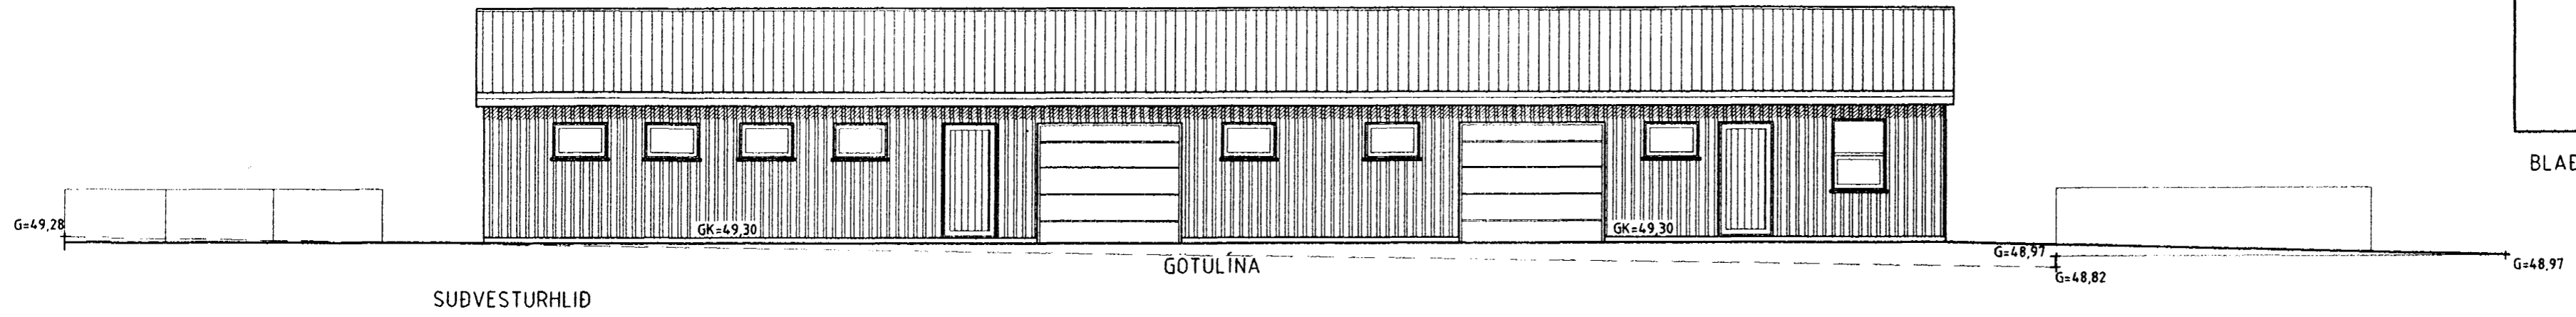 BLAÐ
G=49,28
GK=49,30
GK=49,30
G=48,97
G=48,97
GÖTULÍNA
G=48,82
SUÐVESTURHLIÐ